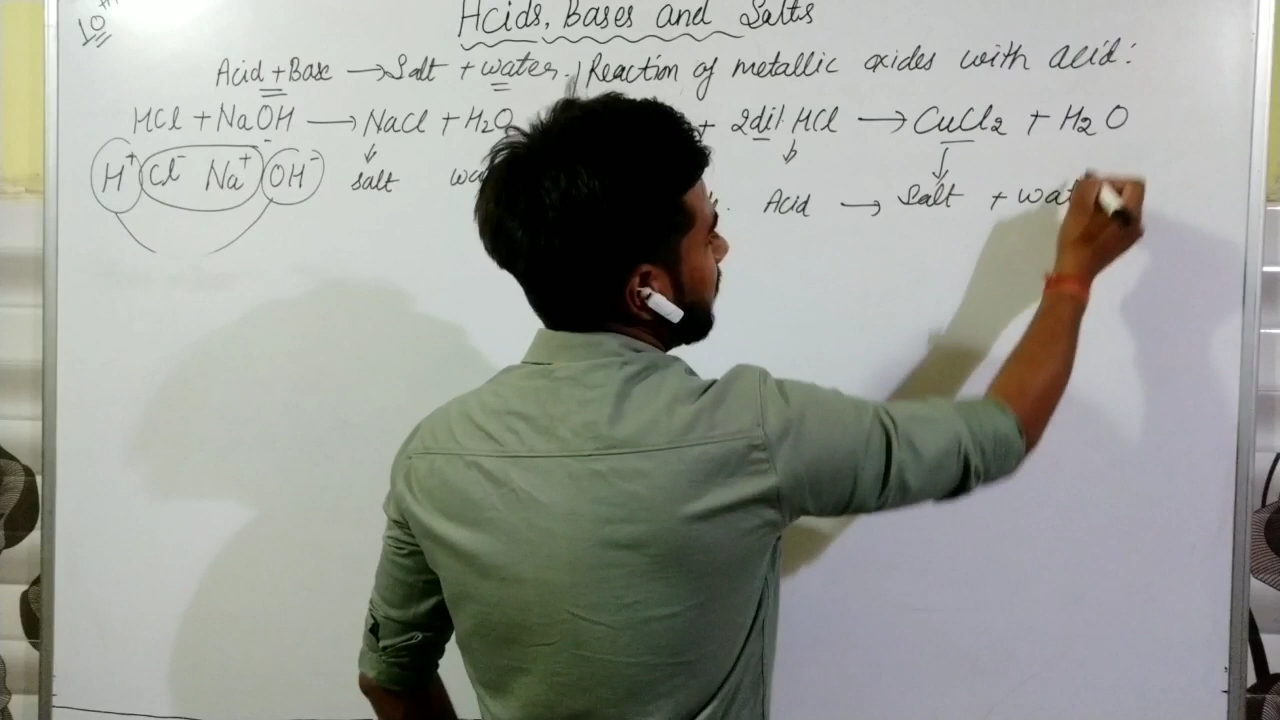 10th
Acids, Bases and Salts
Acid + Base → Salt + water.
HCl + NaOH → NaCl + H2O
H+ Cl- Na+ OH- salt
Reaction of metallic oxides with acid:
+ 2dil HCl → CuCl2 + H2O
Acid → Salt + wat